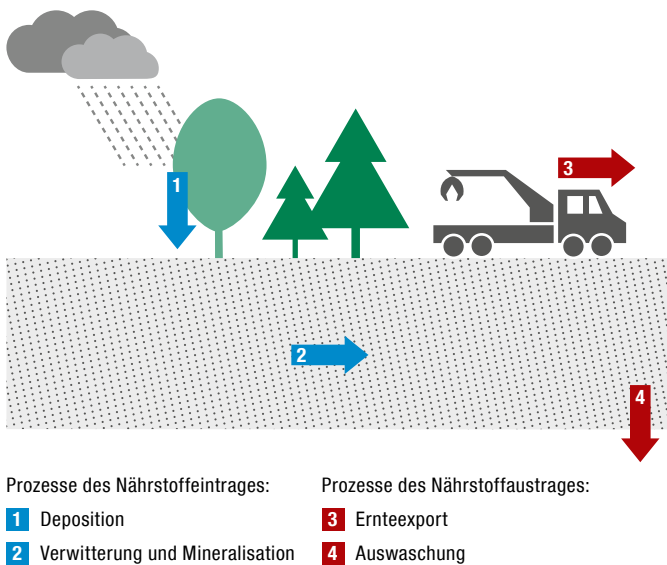 1
3
2
4
Prozesse des Nährstoffeintrages:
1 Deposition
2 Verwitterung und Mineralisation
Prozesse des Nährstoffaustrages:
3 Ernteexport
4 Auswaschung